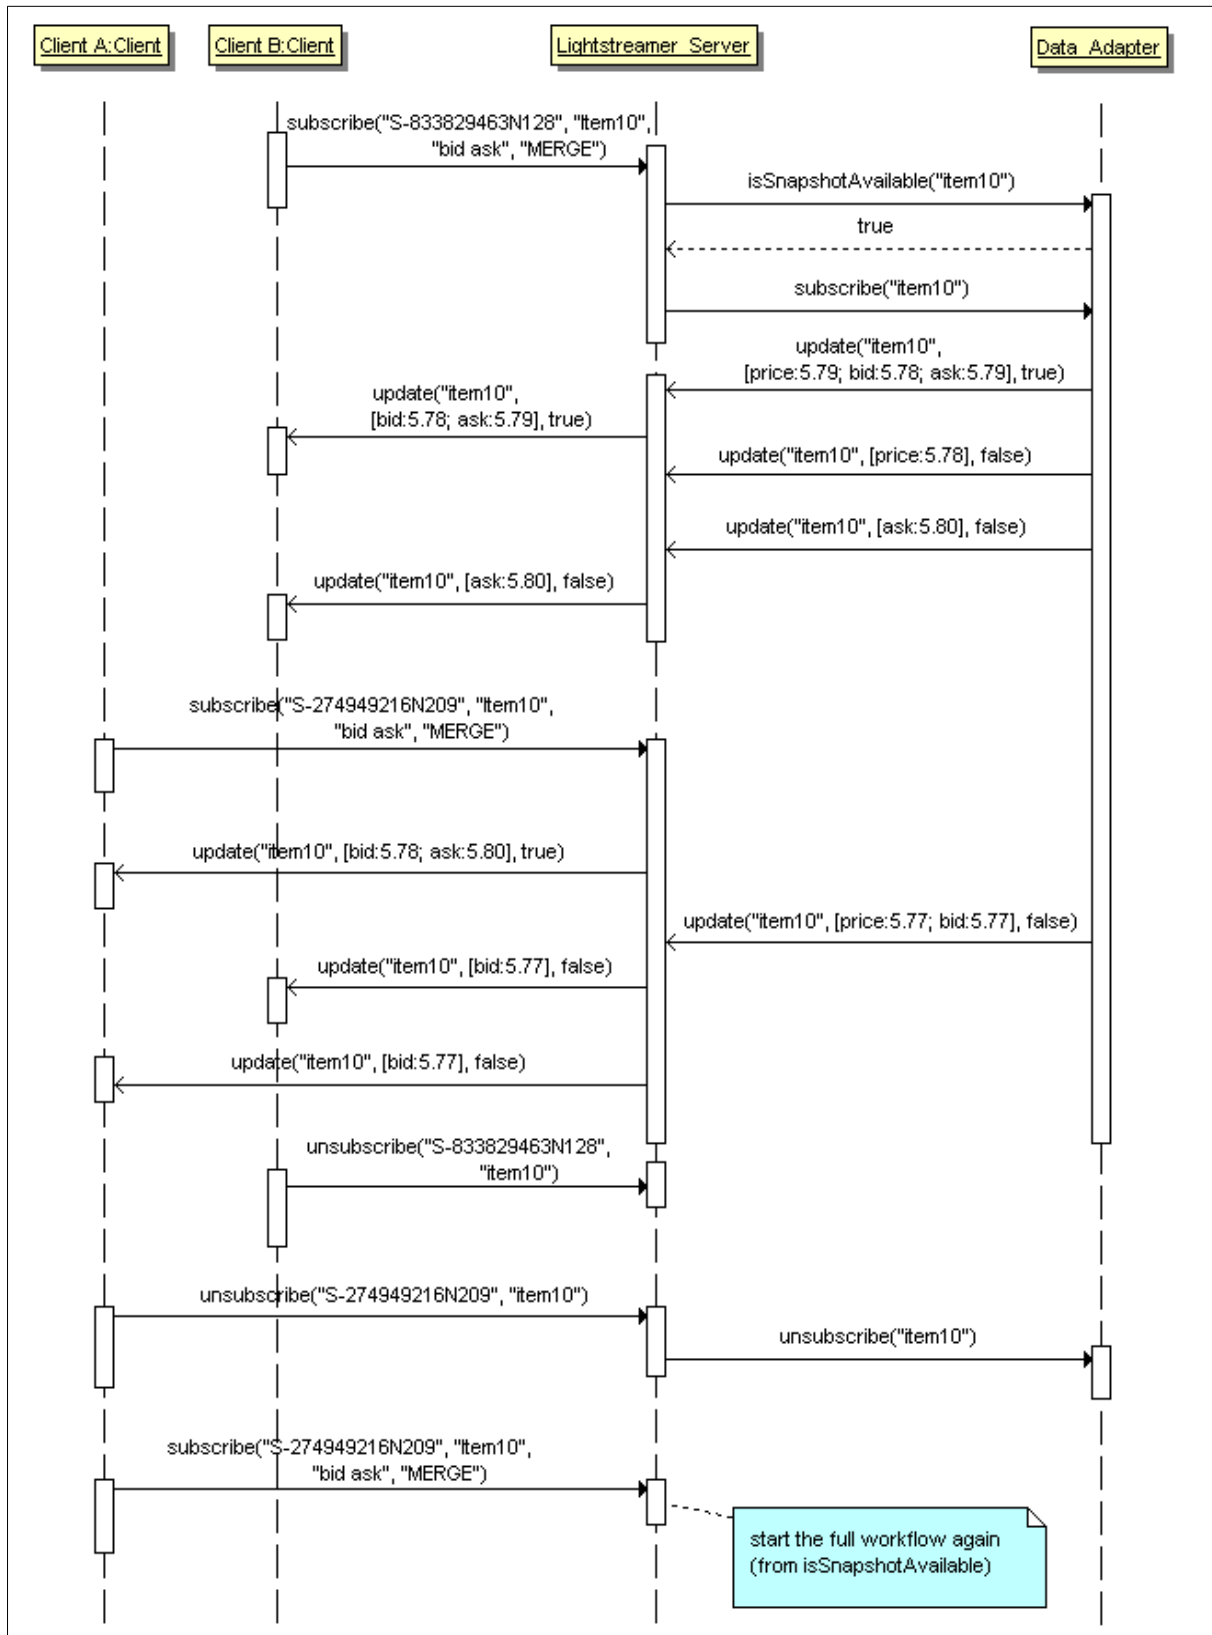 Client A:Client
Client B:Client
Lightstreamer_Server
Data_Adapter
subscribe("S-833829463N128", "Item10",
"bid ask", "MERGE")
isSnapshotAvailable("item10")
true
subscribe("item10")
update("item10",
[price:5.79; bid:5.78; ask:5.79], true)
update("item10",
[bid:5.78; ask:5.79], true)
update("item10", [price:5.78], false)
update("item10", [ask:5.80], false)
update("item10", [ask:5.80], false)
subscribe("S-274949216N209", "Item10",
"bid ask", "MERGE")
update("item10", [bid:5.78; ask:5.80], true)
update("item10", [price:5.77; bid:5.77], false)
update("item10", [bid:5.77], false)
update("item10", [bid:5.77], false)
unsubscribe("S-833829463N128",
"item10")
unsubscribe("S-274949216N209", "item10")
unsubscribe("item10")
subscribe("S-274949216N209", "Item10",
"bid ask", "MERGE")
start the full workflow again
(from isSnapshotAvailable)